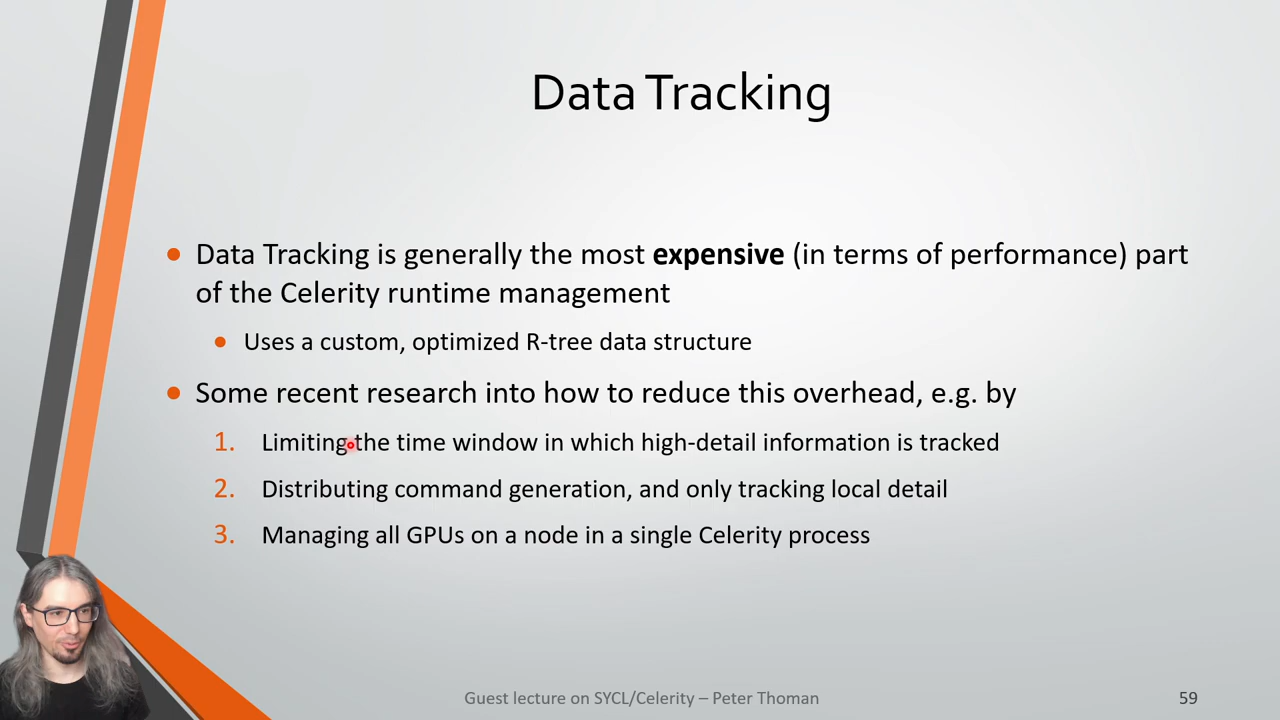 Data Tracking
• Data Tracking is generally the most expensive (in terms of performance) part
of the Celerity runtime management
• Uses a custom, optimized R-tree data structure
• Some recent research into how to reduce this overhead, e.g. by
1. Limiting the time window in which high-detail information is tracked
2. Distributing command generation, and only tracking local detail
3. Managing all GPUs on a node in a single Celerity process
Guest lecture on SYCL/Celerity – Peter Thoman
59